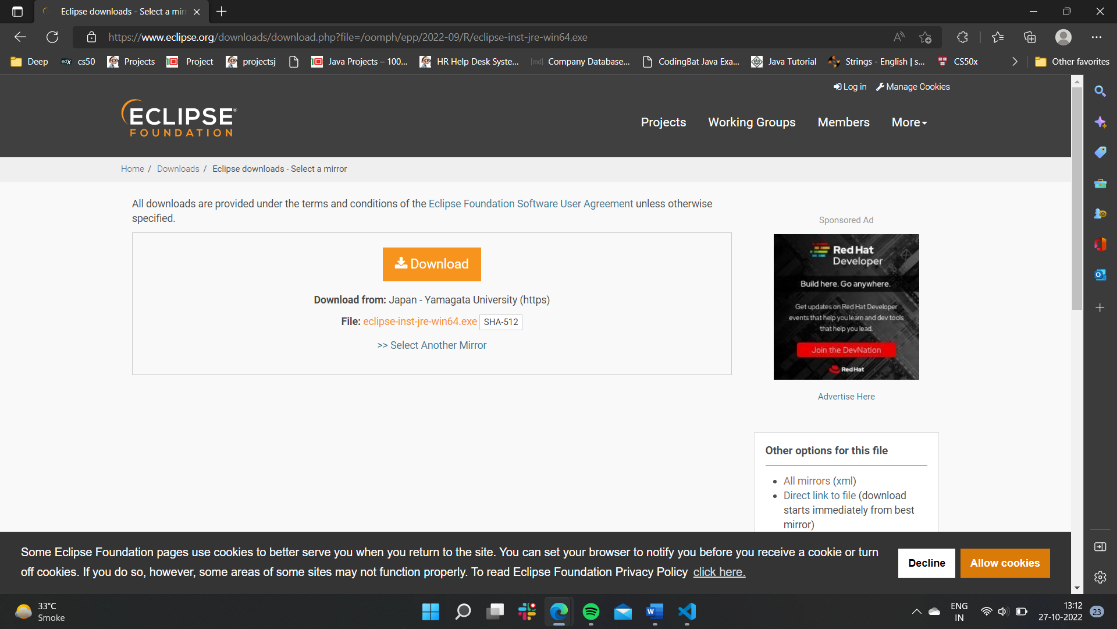 Eclipse downloads - Select a mir
https://www.eclipse.org/downloads/download.php?file=/oomph/epp/2022-09/R/eclipse-inst-jre-win64.exe
Deep
cs50
Projects
Project
projectsj
Java Projects – 100...
HR Help Desk Syste...
Company Database...
CodingBat Java Exa...
Java Tutorial
Strings - English | s...
CS50x
Other favorites
Log in
Manage Cookies
ECLIPSE
FOUNDATION
Projects
Working Groups
Members
More
Home / Downloads / Eclipse downloads - Select a mirror
All downloads are provided under the terms and conditions of the Eclipse Foundation Software User Agreement unless otherwise
specified.
Download
Download from: Japan - Yamagata University (https)
File: eclipse-inst-jre-win64.exe SHA-512
>> Select Another Mirror
Sponsored Ad
Red Hat
Developer
Build here. Go anywhere.
Get updates on Red Hat Developer
events that help you learn and dev tools
that help you lead.
Join the DevNation
Red Hat
Advertise Here
Other options for this file
All mirrors (xml)
Direct link to file (download
starts immediately from best
mirror)
Some Eclipse Foundation pages use cookies to better serve you when you return to the site. You can set your browser to notify you before you receive a cookie or turn
off cookies. If you do so, however, some areas of some sites may not function properly. To read Eclipse Foundation Privacy Policy click here.
Decline
Allow cookies
33°C
Smoke
ENG
IN
13:12
27-10-2022
23